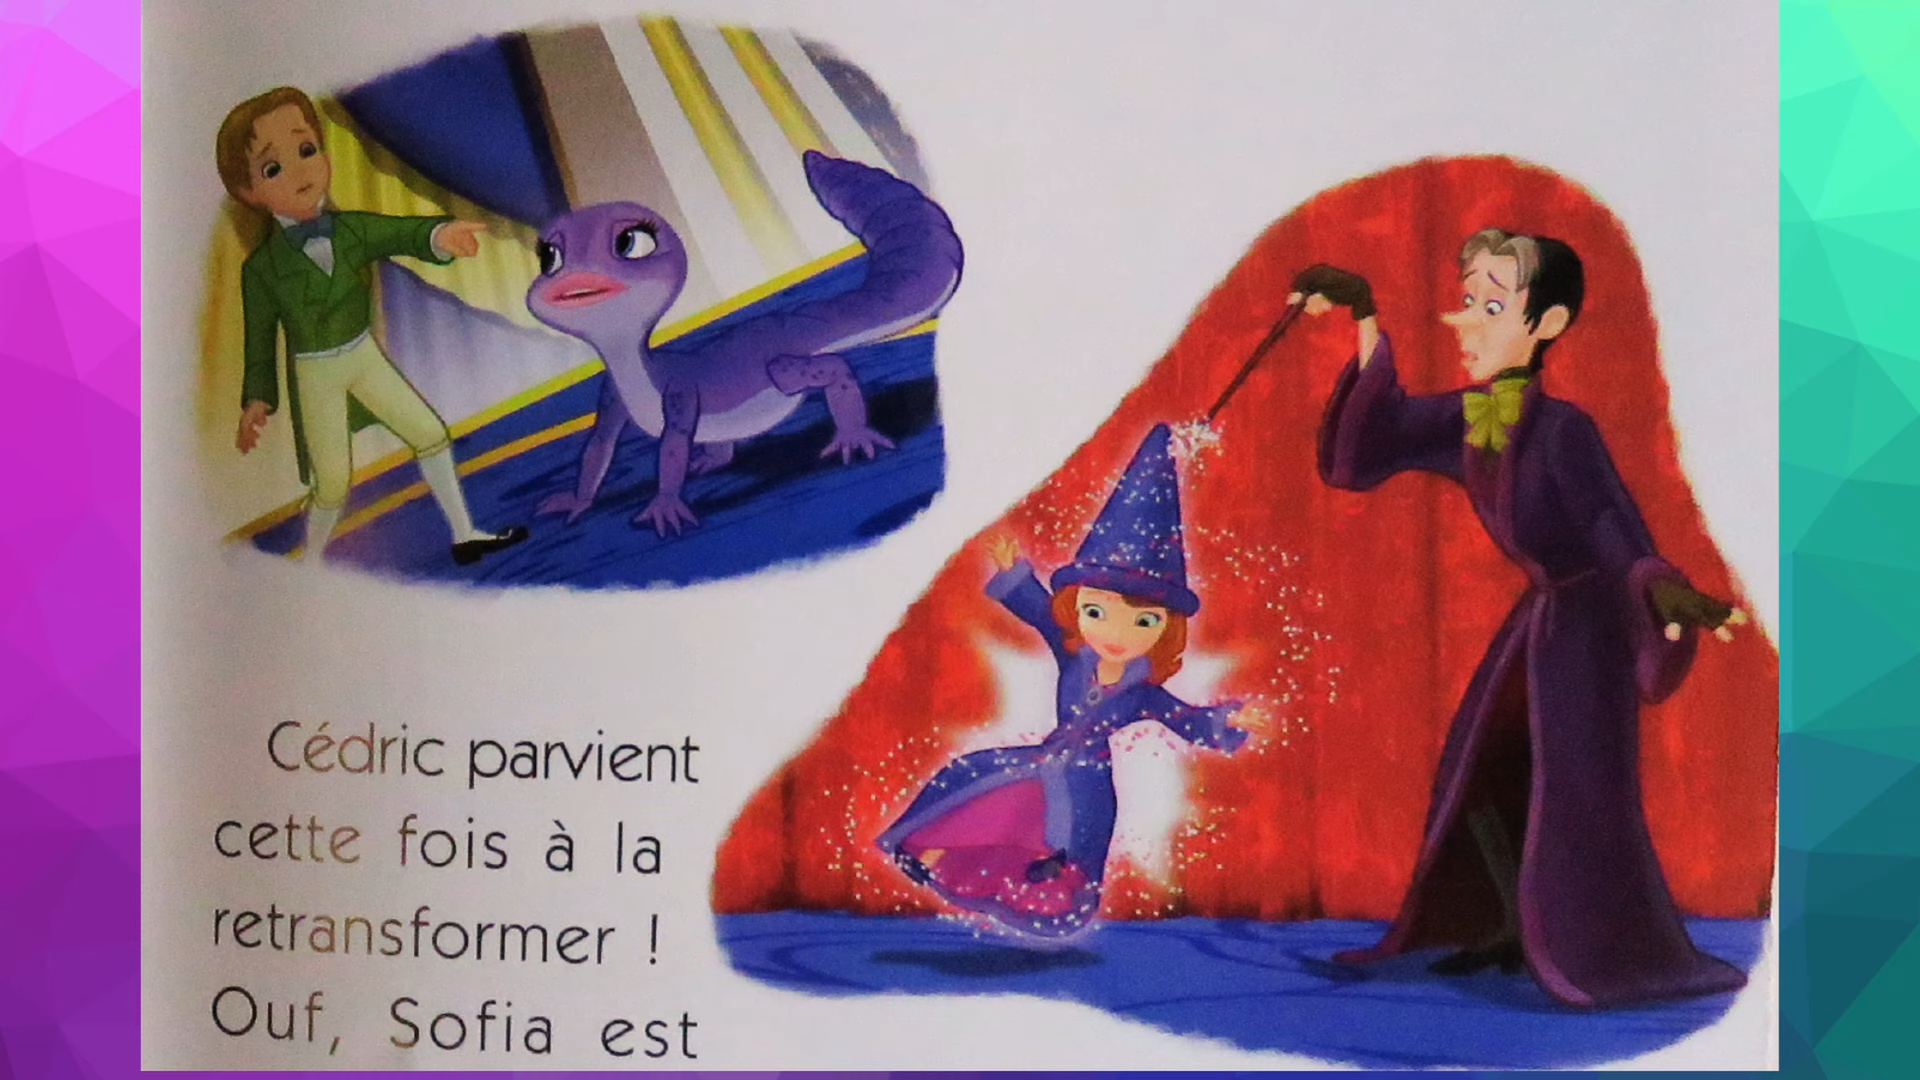 Cédric parvient
cette fois à la
retransformer !
Ouf, Sofia est